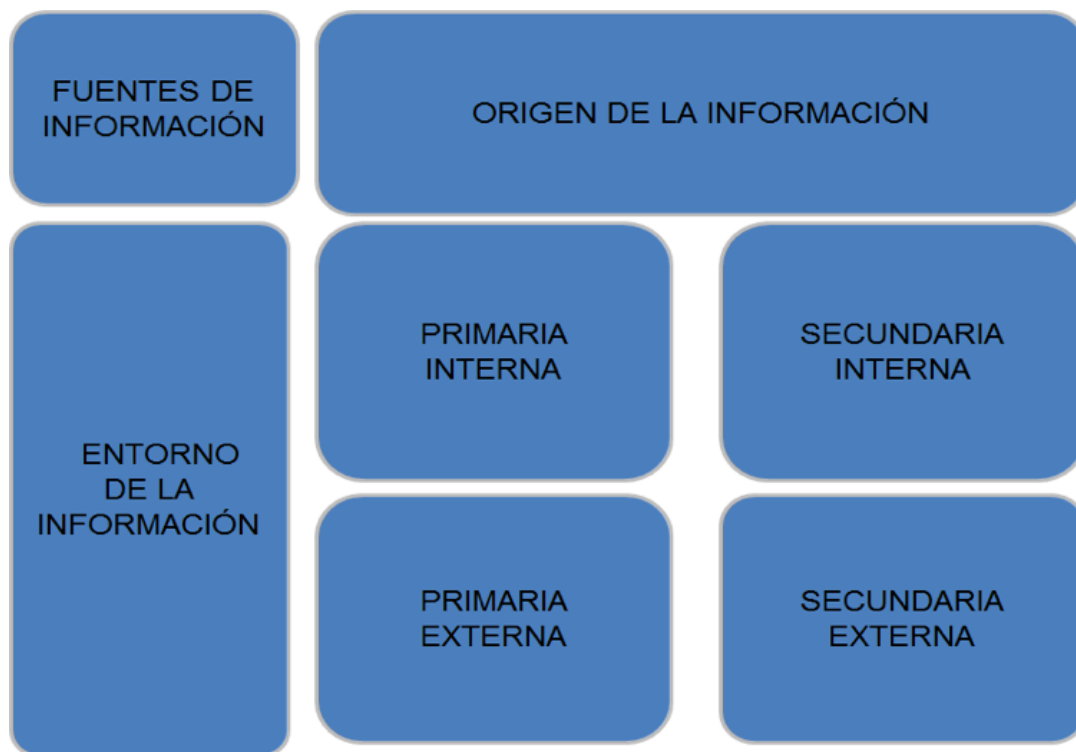 FUENTES DE
INFORMACIÓN
ORIGEN DE LA INFORMACIÓN
ENTORNO
DE LA
INFORMACIÓN
PRIMARIA
INTERNA
SECUNDARIA
INTERNA
PRIMARIA
EXTERNA
SECUNDARIA
EXTERNA